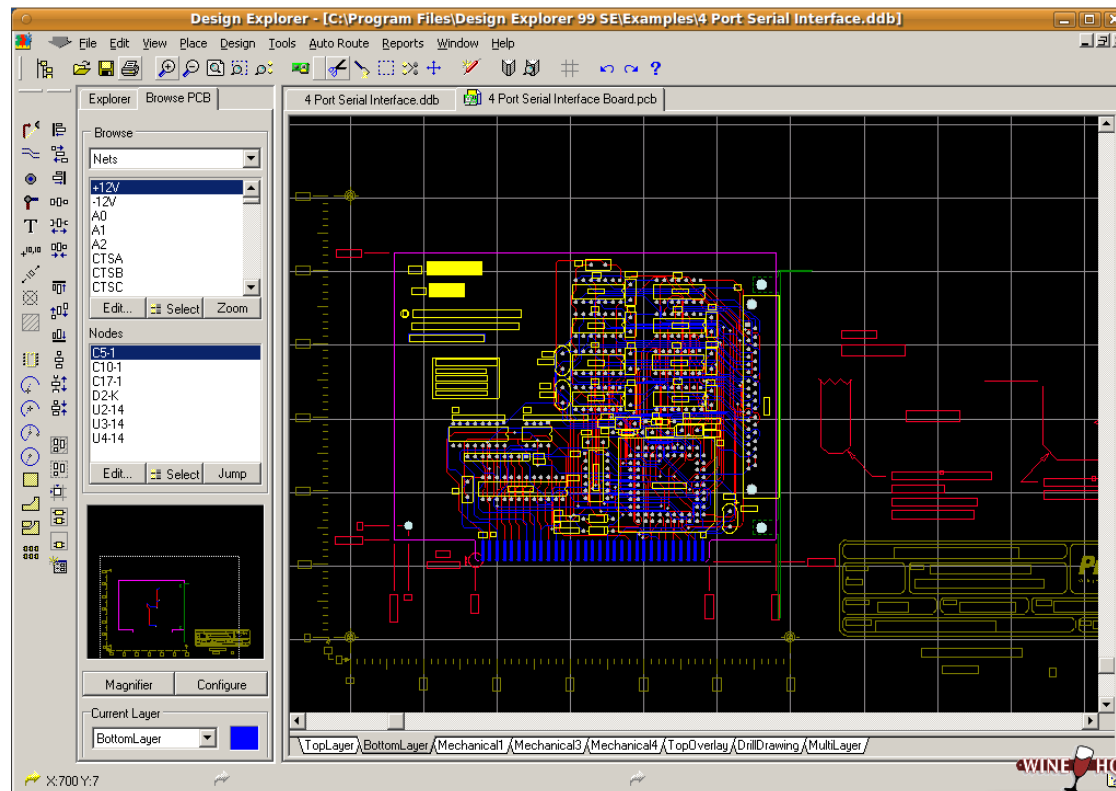 Design Explorer - [C:\Program Files\Design Explorer 99 SE\Examples\4 Port Serial Interface.ddb]
File Edit View Place Design Tools Auto Route Reports Window Help
Explorer Browse PCB
4 Port Serial Interface.ddb 4 Port Serial Interface Board.pcb
Browse
Nets
+12V
-12V
A0
A1
A2
CTSA
CTSB
CTSC
Edit... Select Zoom
Nodes
C5-1
C10-1
C17-1
D2-K
U2-14
U3-14
U4-14
Edit... Select Jump
Magnifier Configure
Current Layer
BottomLayer
TopLayer BottomLayer Mechanical1 Mechanical3 Mechanical4 TopOverlay DrillDrawing MultiLayer
X:700 Y:7
WINE HQ